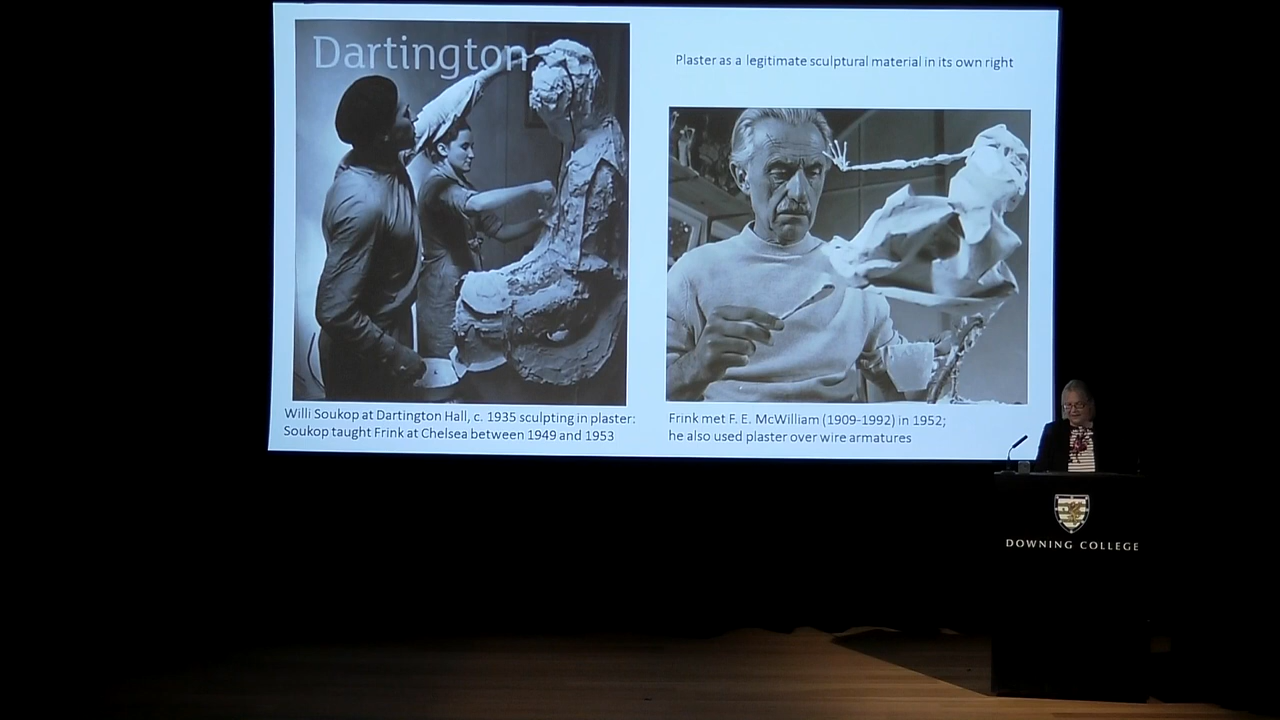 Dartington
Plaster as a legitimate sculptural material in its own right
Willi Soukop at Dartington Hall, c. 1935 sculpting in plaster:
Soukop taught Frink at Chelsea between 1949 and 1953
Frink met F. E. McWilliam (1909-1992) in 1952;
he also used plaster over wire armatures
DOWNING COLLEGE